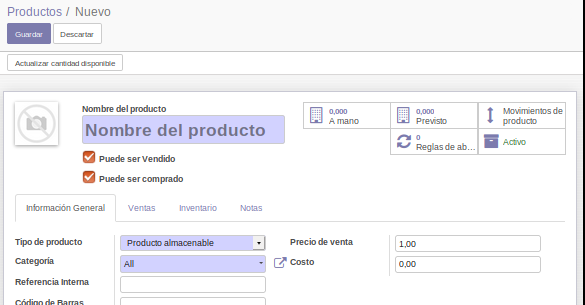 Productos / Nuevo
Guardar Descartar
Actualizar cantidad disponible
Nombre del producto
Nombre del producto
Puede ser Vendido
Puede ser comprado
0,000
A mano
0,000
Previsto
Movimientos de producto
0
Reglas de ab...
Activo
Información General Ventas Inventario Notas
Tipo de producto Producto almacenable
Precio de venta 1,00
Categoría All
Costo 0,00
Referencia Interna
Código de Barras